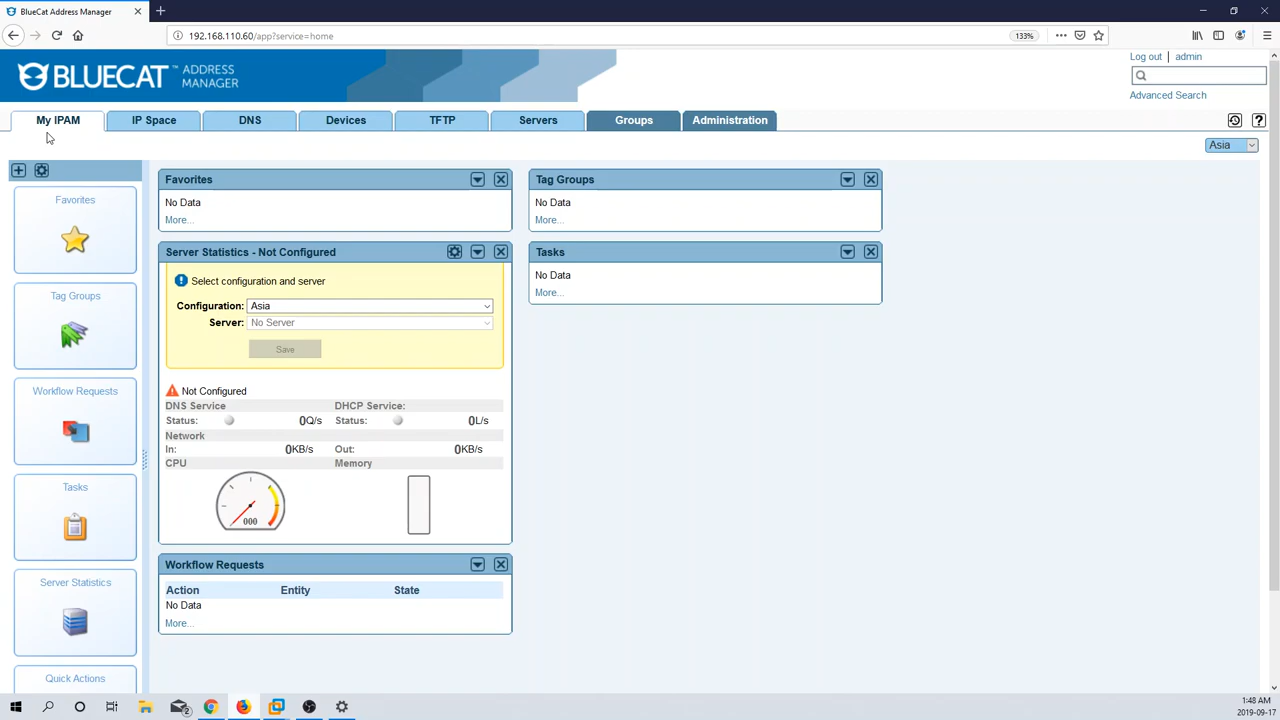 BlueCat Address Manager
192.168.110.60/app?service=home
133%
BLUECAT™ ADDRESS MANAGER
Log out | admin
Advanced Search
My IPAM
IP Space
DNS
Devices
TFTP
Servers
Groups
Administration
Asia
Favorites
Tag Groups
Workflow Requests
Tasks
Server Statistics
Quick Actions
Favorites
No Data
More...
Server Statistics - Not Configured
Select configuration and server
Configuration: Asia
Server: No Server
Save
Not Configured
DNS Service DHCP Service:
Status: 0Q/s Status: 0L/s
Network
In: 0KB/s Out: 0KB/s
CPU Memory
000
Workflow Requests
Action Entity State
No Data
More...
Tag Groups
No Data
More...
Tasks
No Data
More...
2
1:48 AM
2019-09-17